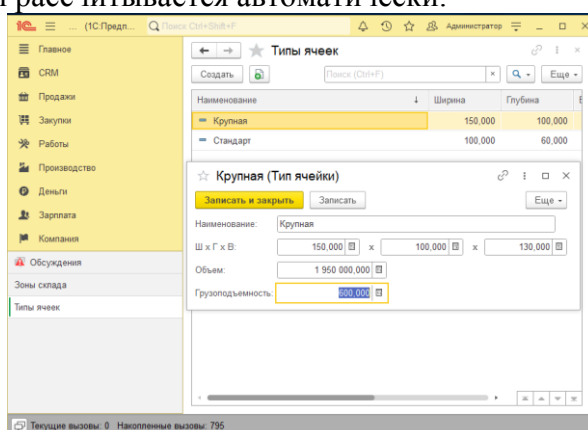 рассчитывается автоматически.
1С ... (1С:Предп... Поиск Ctrl+Shift+F Администратор
Главное
CRM
Продажи
Закупки
Работы
Производство
Деньги
Зарплата
Компания
Обсуждения
Зоны склада
Типы ячеек
Типы ячеек
Создать Поиск (Ctrl+F) × Еще
Наименование ↓ Ширина Глубина
Крупная 150,000 100,000
Стандарт 100,000 60,000
Крупная (Тип ячейки)
Записать и закрыть Записать Еще
Наименование: Крупная
Ш х Г х В: 150,000 х 100,000 х 130,000
Объем: 1 950 000,000
Грузоподъемность: 600,000
Текущие вызовы: 0 Накопленные вызовы: 795